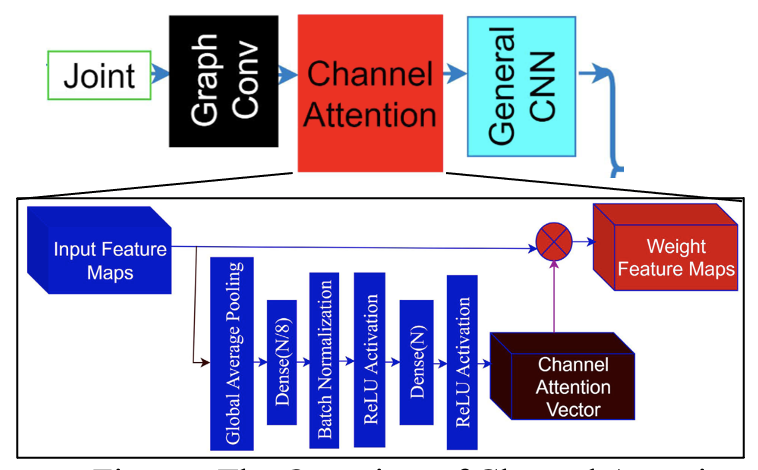 Joint
Graph
Conv
Channel
Attention
General
CNN
Input Feature
Maps
Global Average Pooling
Dense(N/8)
Batch Normalization
ReLU Activation
Dense(N)
ReLU Activation
Channel
Attention
Vector
Weight
Feature Maps